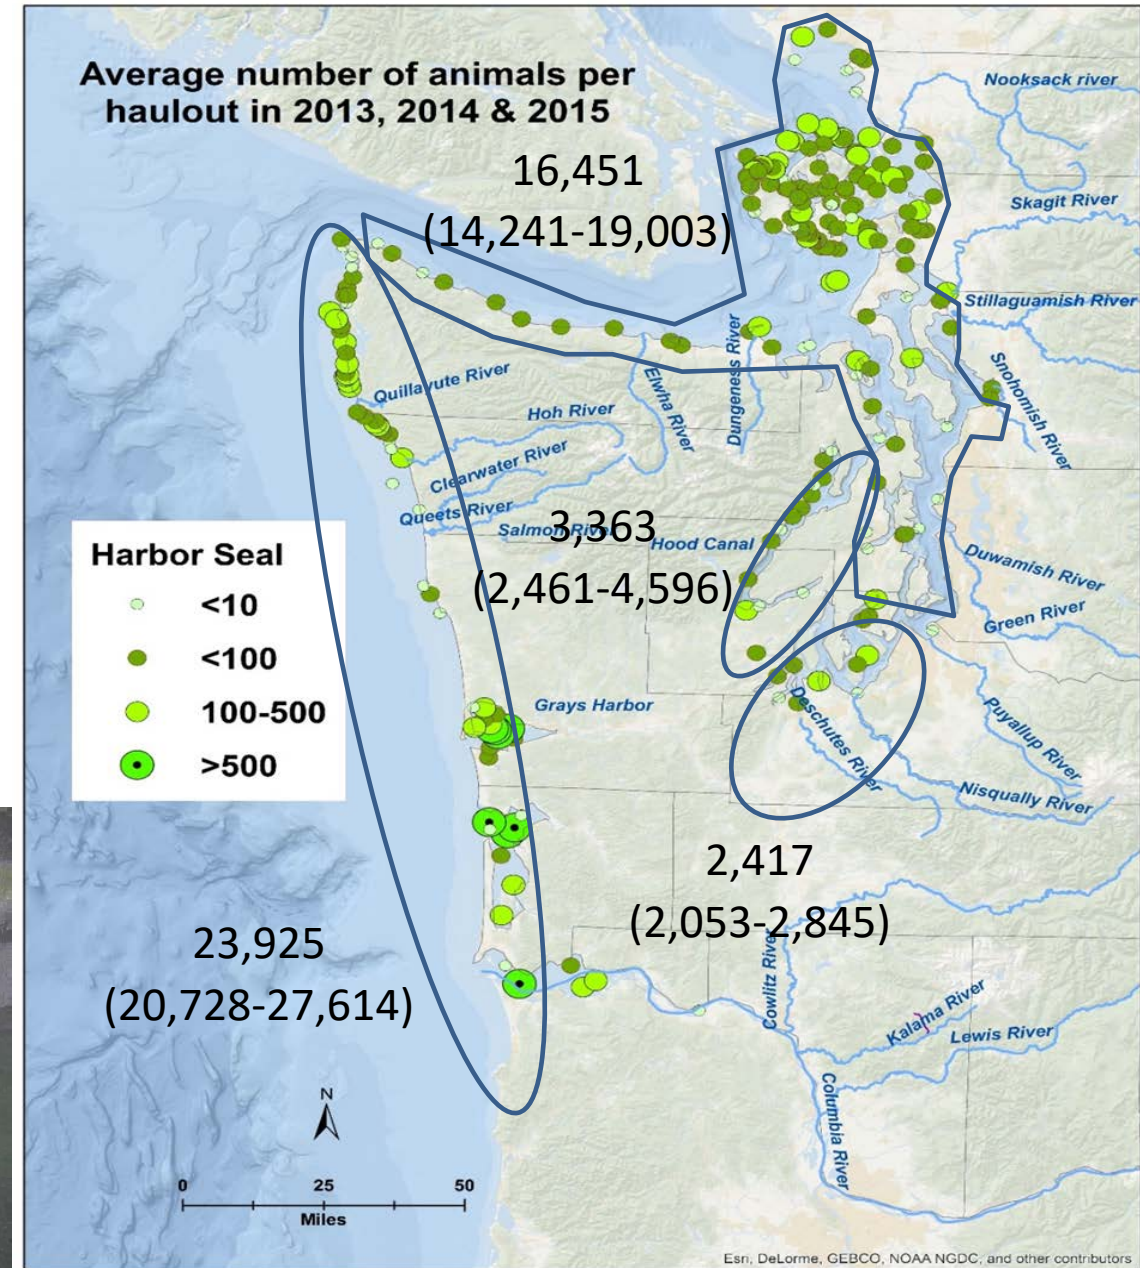 Average number of animals per
haulout in 2013, 2014 & 2015
16,451
(14,241-19,003)
Nooksack river
Skagit River
Stillaguamish River
Snohomish River
Dungeness River
Elwha River
Quillayute River
Hoh River
Clearwater River
Queets River
Salmon River
3,363
(2,461-4,596)
Hood Canal
Duwamish River
Green River
Harbor Seal
<10
<100
100-500
>500
Grays Harbor
Deschutes River
Puyallup River
Nisqually River
2,417
(2,053-2,845)
23,925
(20,728-27,614)
Cowlitz River
Kalama River
Lewis River
Columbia River
N
0 25 50
Miles
Esri, DeLorme, GEBCO, NOAA NGDC, and other contributors